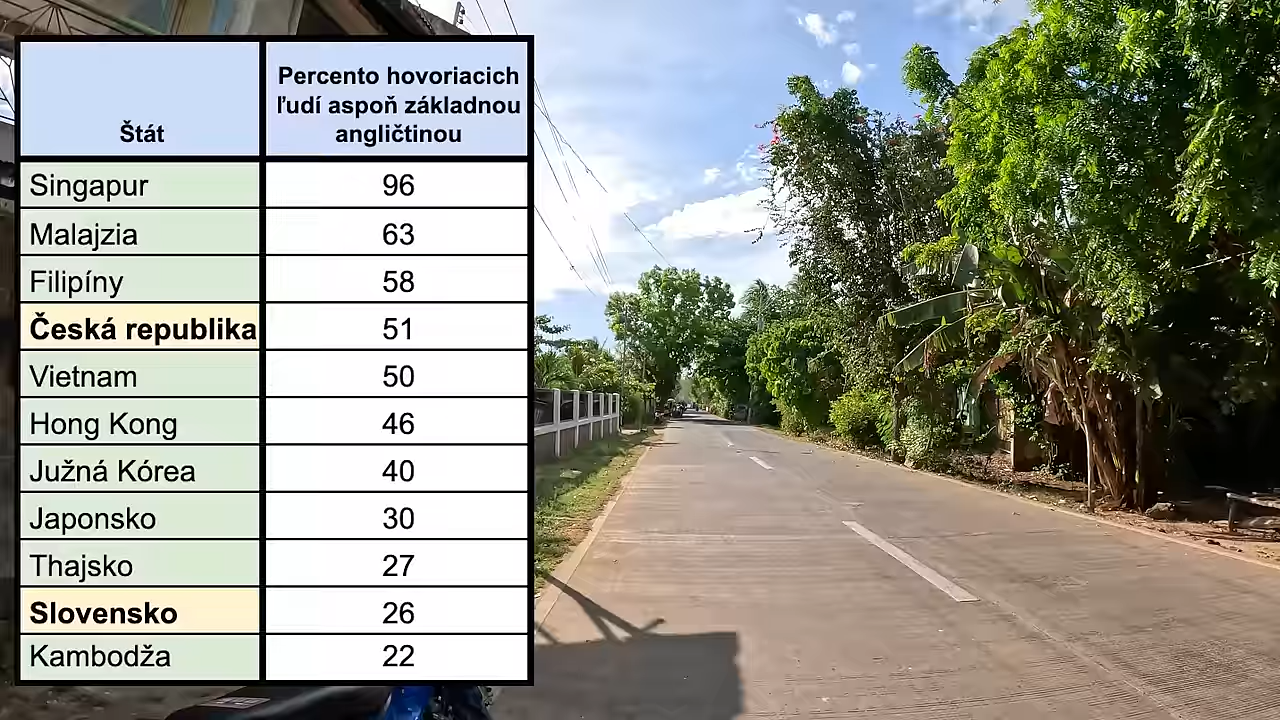 Štát
Percento hovoriacich
ľudí aspoň základnou
angličtinou
Singapur 96
Malajzia 63
Filipíny 58
Česká republika 51
Vietnam 50
Hong Kong 46
Južná Kórea 40
Japonsko 30
Thajsko 27
Slovensko 26
Kambodža 22